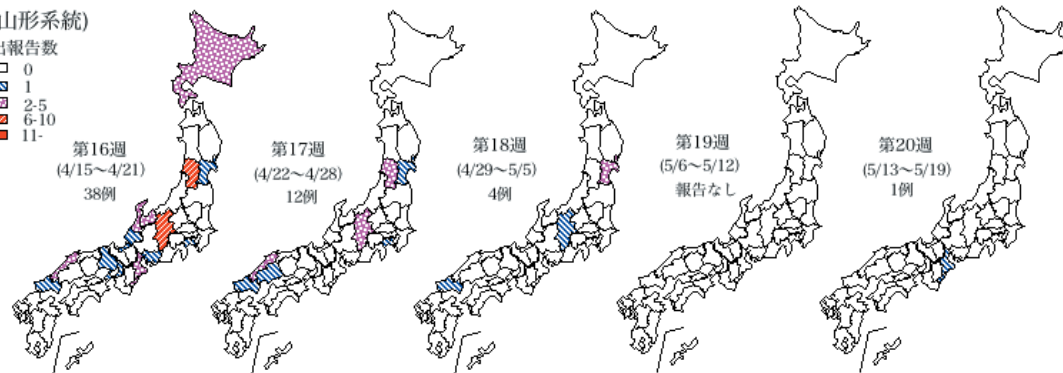 山形系統)
出報告数
0
1
2-5
6-10
11-
第16週
(4/15〜4/21)
38例
第17週
(4/22〜4/28)
12例
第18週
(4/29〜5/5)
4例
第19週
(5/6〜5/12)
報告なし
第20週
(5/13〜5/19)
1例